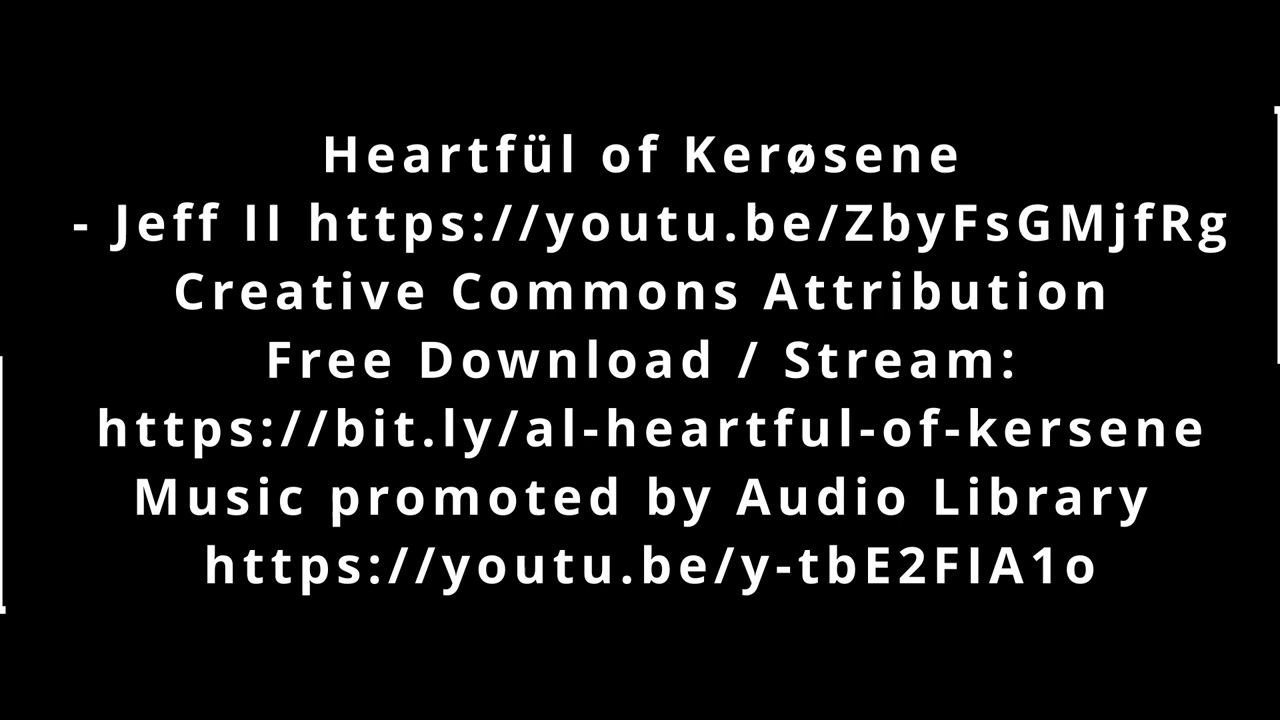 Heartfül of Kerøsene
- Jeff II https://youtu.be/ZbyFsGMjfRg
Creative Commons Attribution
Free Download / Stream:
https://bit.ly/al-heartful-of-kersene
Music promoted by Audio Library
https://youtu.be/y-tbE2FIA1o